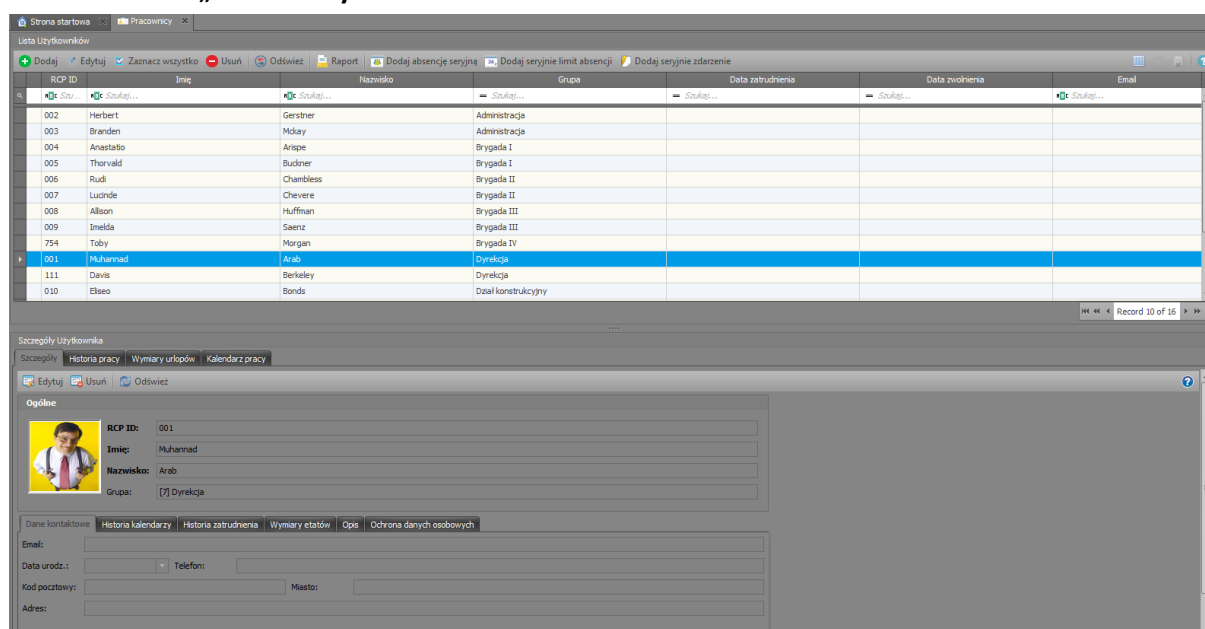 Strona startowa Pracownicy
Lista Użytkowników
Dodaj Edytuj Zaznacz wszystko Usuń Odśwież Raport Dodaj absencję seryjną Dodaj seryjnie limit absencji Dodaj seryjnie zdarzenie
RCP ID Imię Nazwisko Grupa Data zatrudnienia Data zwolnienia Email
Szu... Szukaj... Szukaj... Szukaj... Szukaj... Szukaj... Szukaj...
002 Herbert Gerstner Administracja
003 Branden Mckay Administracja
004 Anastatio Arispe Brygada I
005 Thorvald Buckner Brygada I
006 Rudi Chambless Brygada II
007 Lucinde Chevere Brygada II
008 Allison Huffman Brygada III
009 Imelda Saenz Brygada III
754 Toby Morgan Brygada IV
001 Muhannad Arab Dyrekcja
111 Davis Berkeley Dyrekcja
010 Eliseo Bonds Dział konstrukcyjny
Record 10 of 16
Szczegóły Użytkownika
Szczegóły Historia pracy Wymiary urlopów Kalendarz pracy
Edytuj Usuń Odśwież
Ogólne
RCP ID: 001
Imię: Muhannad
Nazwisko: Arab
Grupa: [7] Dyrekcja
Dane kontaktowe Historia kalendarzy Historia zatrudnienia Wymiary etatów Opis Ochrona danych osobowych
Email:
Data urodz.: Telefon:
Kod pocztowy: Miasto:
Adres: